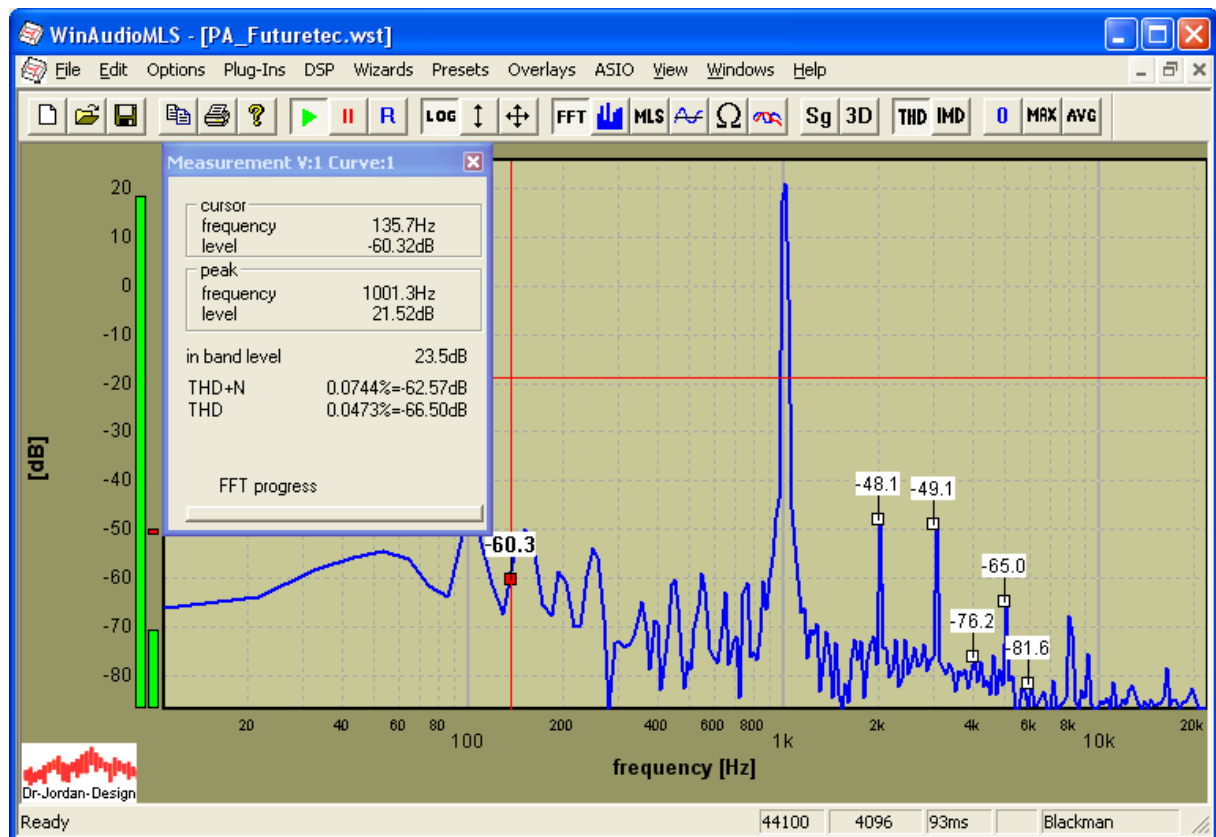 WinAudioMLS - [PA_Futuretec.wst]
File Edit Options Plug-Ins DSP Wizards Presets Overlays ASIO View Windows Help
R LOG FFT MLS Ω Sg 3D THD IMD 0 MAX AVG
Measurement V:1 Curve:1
cursor
frequency 135.7Hz
level -60.32dB
peak
frequency 1001.3Hz
level 21.52dB
in band level 23.5dB
THD+N 0.0744%=-62.57dB
THD 0.0473%=-66.50dB
FFT progress
[dB]
20
10
0
-10
-20
-30
-40
-50
-60
-70
-80
-60.3
-48.1
-49.1
-65.0
-76.2
-81.6
20 40 60 80 100 200 400 600 800 1k 2k 4k 6k 8k 10k 20k
frequency [Hz]
Dr-Jordan-Design
Ready 44100 4096 93ms Blackman